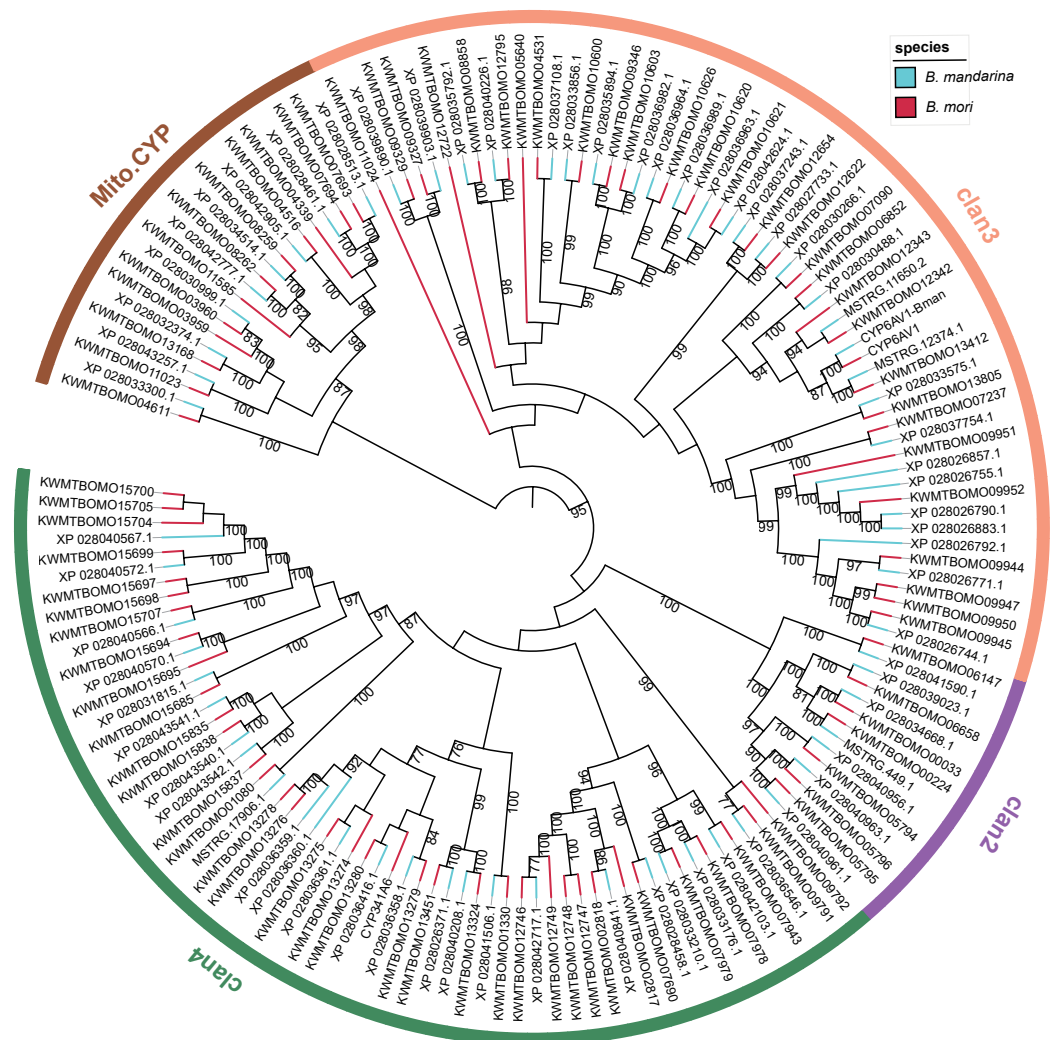 species
B. mandarina
B. mori
Mito.CYP
clan3
clan2
clan4
KWMTBOMO04611
XP 028033300.1
KWMTBOMO11023
XP 028043257.1
KWMTBOMO13168
XP 028032374.1
KWMTBOMO03959
KWMTBOMO03960
XP 028030999.1
KWMTBOMO11585
XP 028042777.1
KWMTBOMO08262
XP 028034514.1
KWMTBOMO08259
XP 028042905.1
KWMTBOMO04516
KWMTBOMO04339
XP 028028461.1
KWMTBOMO07694
KWMTBOMO07693
XP 028028513.1
KWMTBOMO11024
XP 028039890.1
KWMTBOMO09329
KWMTBOMO09327
XP 028039903.1
KWMTBOMO12722
XP 028035792.1
KWMTBOMO08858
XP 028040226.1
KWMTBOMO12795
KWMTBOMO05640
KWMTBOMO04531
XP 028037108.1
XP 028033856.1
KWMTBOMO10600
XP 028035894.1
KWMTBOMO09346
KWMTBOMO10603
XP 028036982.1
XP 028036964.1
KWMTBOMO10626
XP 028036989.1
KWMTBOMO10620
XP 028036963.1
KWMTBOMO10621
XP 028042624.1
XP 028037243.1
KWMTBOMO12654
XP 028027733.1
KWMTBOMO12622
XP 028030266.1
KWMTBOMO07090
KWMTBOMO06852
XP 028030488.1
KWMTBOMO12343
MSTRG.11650.2
KWMTBOMO12342
CYP6AV1-Bman
CYP6AV1
MSTRG.12374.1
KWMTBOMO13412
XP 028033575.1
KWMTBOMO13805
KWMTBOMO07237
XP 028037754.1
KWMTBOMO09951
XP 028026857.1
XP 028026755.1
KWMTBOMO09952
XP 028026790.1
XP 028026883.1
XP 028026792.1
KWMTBOMO09944
XP 028026771.1
KWMTBOMO09947
KWMTBOMO09950
KWMTBOMO09945
XP 028026744.1
KWMTBOMO06147
XP 028041590.1
XP 028039023.1
KWMTBOMO06658
XP 028034668.1
KWMTBOMO00033
KWMTBOMO00224
MSTRG.449.1
XP 028040956.1
KWMTBOMO05794
XP 028040963.1
KWMTBOMO05796
KWMTBOMO05795
XP 028040961.1
KWMTBOMO09792
KWMTBOMO09791
XP 028036546.1
KWMTBOMO07943
XP 028042103.1
KWMTBOMO07978
XP 028033176.1
KWMTBOMO07979
XP 028033210.1
XP 028028458.1
KWMTBOMO07690
KWMTBOMO02817
XP 028040841.1
KWMTBOMO02818
KWMTBOMO12747
KWMTBOMO12748
KWMTBOMO12749
XP 028042717.1
KWMTBOMO12746
KWMTBOMO01330
XP 028041506.1
KWMTBOMO13324
XP 028040208.1
XP 028026371.1
KWMTBOMO13451
KWMTBOMO13279
XP 028036358.1
CYP341A6
XP 028036416.1
KWMTBOMO13280
KWMTBOMO13274
XP 028036361.1
KWMTBOMO13275
XP 028036360.1
XP 028036359.1
KWMTBOMO13276
KWMTBOMO13278
MSTRG.17906.1
KWMTBOMO01080
KWMTBOMO15837
XP 028043542.1
XP 028043540.1
KWMTBOMO15838
KWMTBOMO15835
XP 028043541.1
KWMTBOMO15685
XP 028031815.1
KWMTBOMO15695
XP 028040570.1
KWMTBOMO15694
XP 028040566.1
KWMTBOMO15707
KWMTBOMO15698
KWMTBOMO15697
XP 028040572.1
KWMTBOMO15699
XP 028040567.1
KWMTBOMO15704
KWMTBOMO15705
KWMTBOMO15700